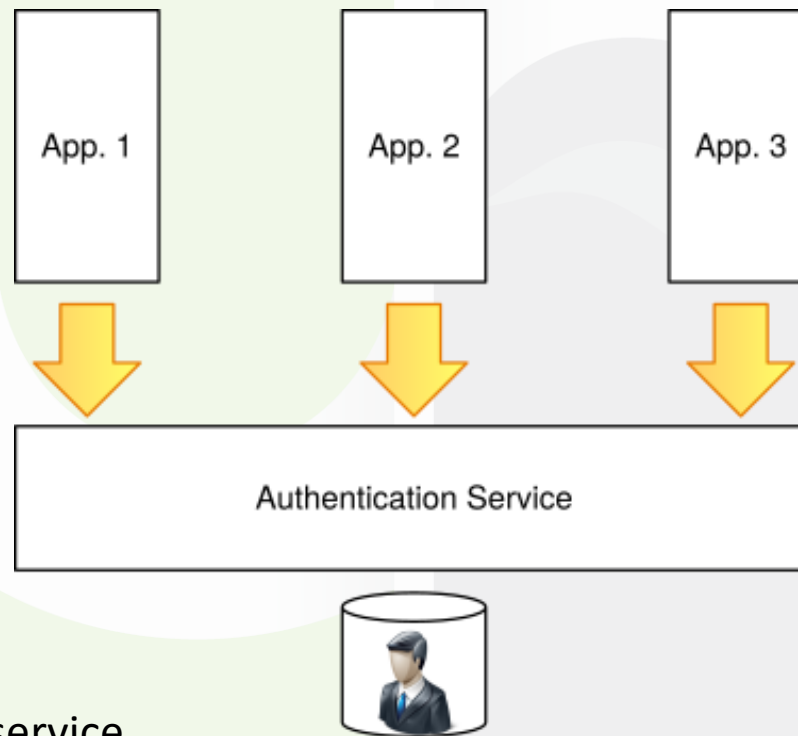 App. 1
App. 2
App. 3
Authentication Service
service